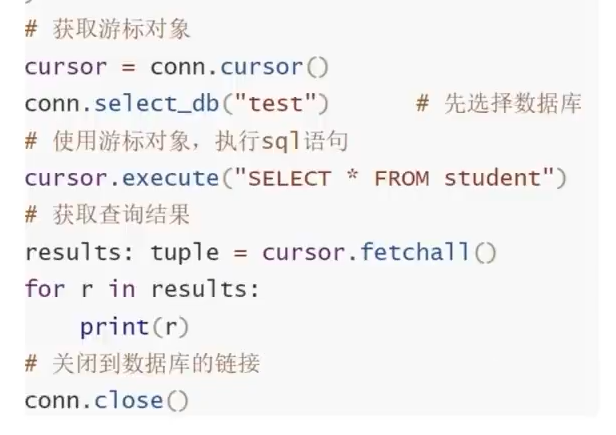 )
# 获取游标对象
cursor = conn.cursor()
conn.select_db("test")      # 先选择数据库
# 使用游标对象，执行sql语句
cursor.execute("SELECT * FROM student")
# 获取查询结果
results: tuple = cursor.fetchall()
for r in results:
    print(r)
# 关闭到数据库的链接
conn.close()